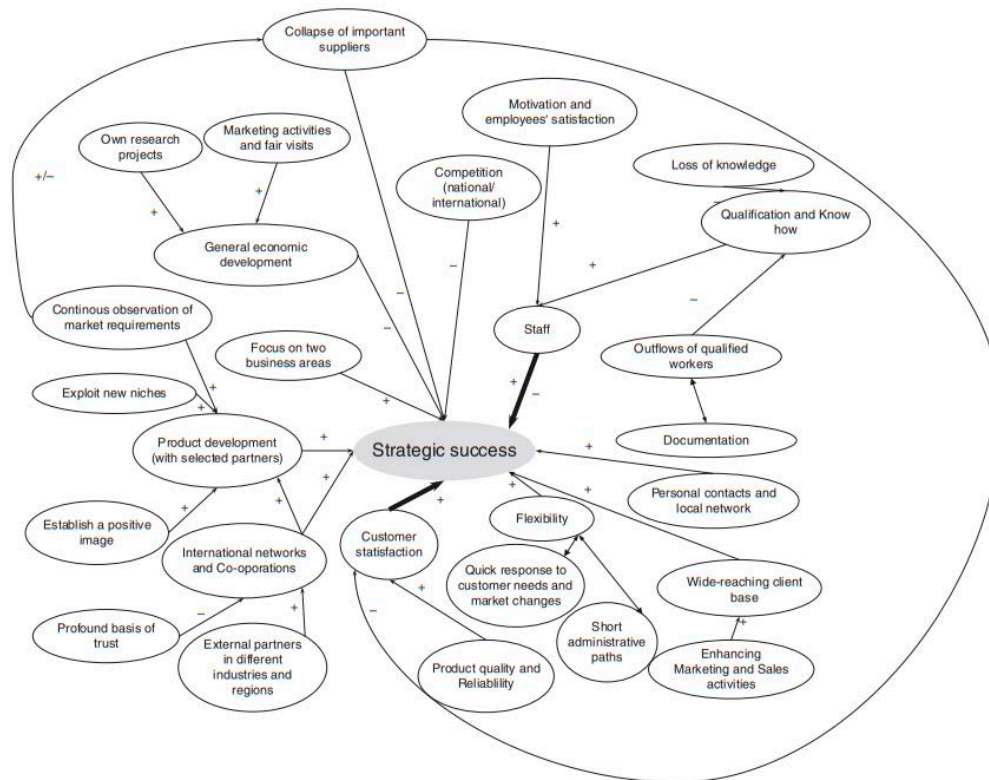 Collapse of important
suppliers
Motivation and
employees' satisfaction
Own research
projects
Marketing activities
and fair visits
Loss of knowledge
+/−
Competition
(national/
international)
−
Qualification and Know
how
+
+
+
+
General economic
development
−
−
−
−
Continous observation of
market requirements
Staff
Focus on two
business areas
Outflows of qualified
workers
+
+
−
Exploit new niches
+
+
Product development
(with selected partners)
+
Strategic success
+
Documentation
+
+
+
+
+
Personal contacts and
local network
Establish a positive
image
+
+
Flexibility
International networks
and Co-oporations
Customer
statisfaction
Quick response to
customer needs and
market changes
Wide-reaching client
base
−
+
−
+
+
Profound basis of
trust
External partners
in different
industries and
regions
Product quality and
Reliablility
Short
administrative
paths
Enhancing
Marketing and Sales
activities